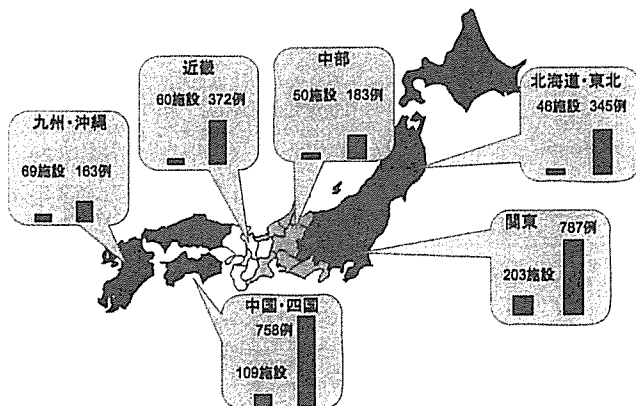 中部
50施設 183例
近畿
60施設 372例
北海道・東北
46施設 345例
九州・沖縄
69施設 163例
関東
787例
203施設
中国・四国
758例
109施設